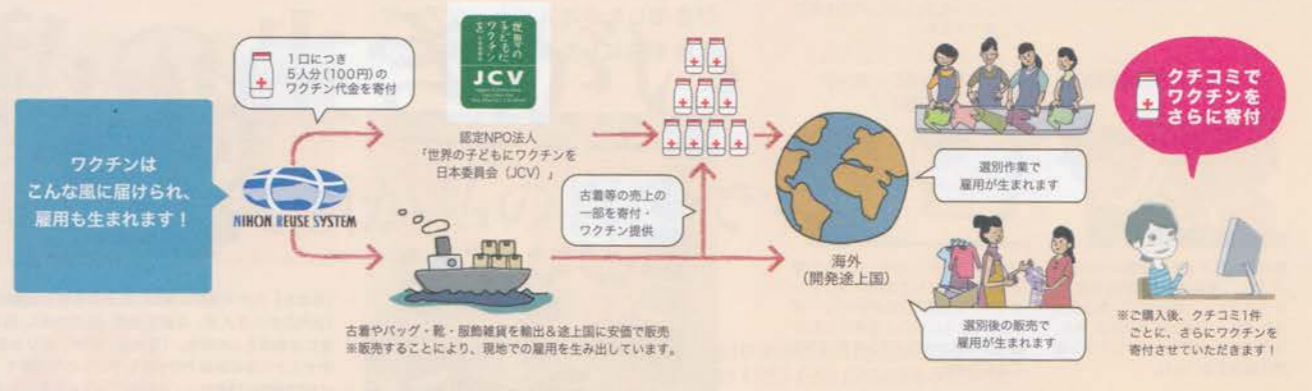 ワクチンは
こんな風に届けられ、
雇用も生まれます！
NIHON REUSE SYSTEM
1口につき
5人分(100円)の
ワクチン代金を寄付
世界の
子どもに
ワクチン
を
JCV
認定NPO法人
「世界の子どもにワクチンを
日本委員会（JCV）」
古着等の売上の
一部を寄付・
ワクチン提供
古着やバッグ・靴・服飾雑貨を輸出＆途上国に安価で販売
※販売することにより、現地での雇用を生み出しています。
海外
（開発途上国）
選別作業で
雇用が生まれます
選別後の販売で
雇用が生まれます
クチコミで
ワクチンを
さらに寄付
※ご購入後、クチコミ1件
ごとに、さらにワクチンを
寄付させていただきます！